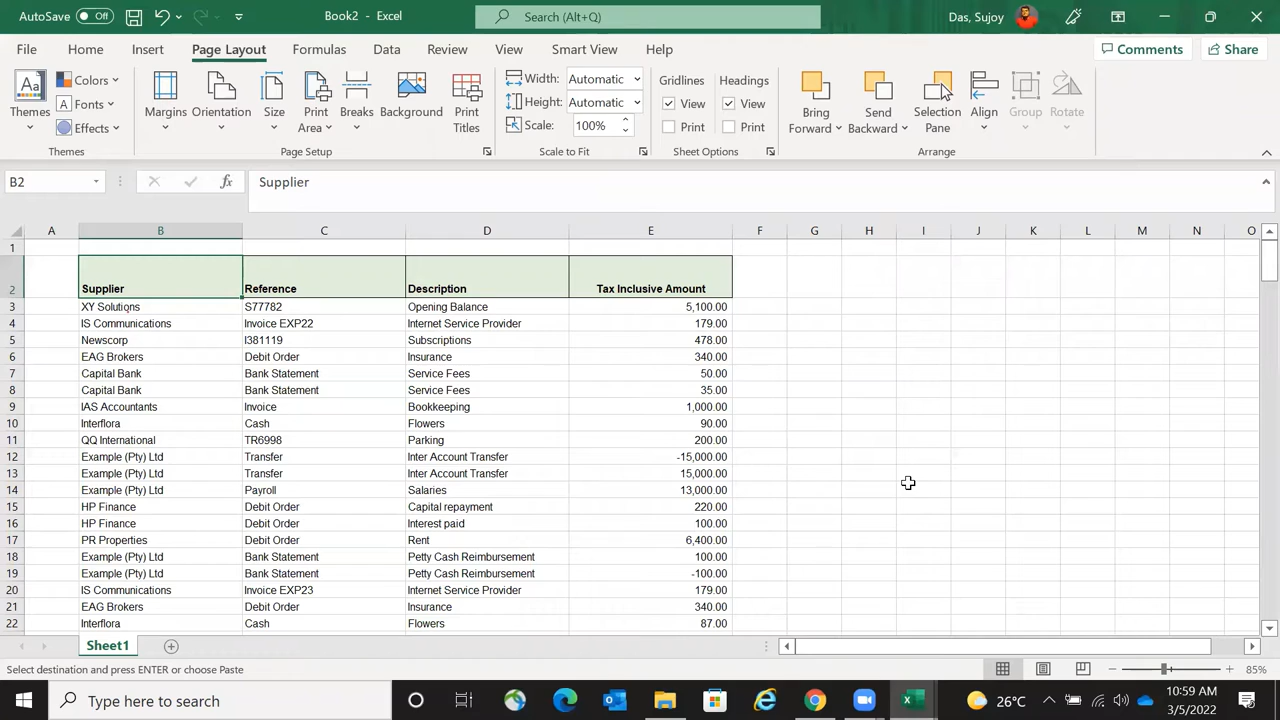 AutoSave Off Book2 - Excel Search (Alt+Q) Das, Sujoy
File Home Insert Page Layout Formulas Data Review View Smart View Help Comments Share
Themes
Colors
Fonts
Effects
Margins
Orientation
Size
Print Area
Breaks
Background
Print Titles
Width: Automatic
Height: Automatic
Scale: 100%
Gridlines
View
Print
Headings
View
Print
Bring Forward
Send Backward
Selection Pane
Align
Group
Rotate
Themes Page Setup Scale to Fit Sheet Options Arrange
B2 fx Supplier
A B C D E F G H I J K L M N O
1
2 Supplier Reference Description Tax Inclusive Amount
3 XY Solutions S77782 Opening Balance 5,100.00
4 IS Communications Invoice EXP22 Internet Service Provider 179.00
5 Newscorp I381119 Subscriptions 478.00
6 EAG Brokers Debit Order Insurance 340.00
7 Capital Bank Bank Statement Service Fees 50.00
8 Capital Bank Bank Statement Service Fees 35.00
9 IAS Accountants Invoice Bookkeeping 1,000.00
10 Interflora Cash Flowers 90.00
11 QQ International TR6998 Parking 200.00
12 Example (Pty) Ltd Transfer Inter Account Transfer -15,000.00
13 Example (Pty) Ltd Transfer Inter Account Transfer 15,000.00
14 Example (Pty) Ltd Payroll Salaries 13,000.00
15 HP Finance Debit Order Capital repayment 220.00
16 HP Finance Debit Order Interest paid 100.00
17 PR Properties Debit Order Rent 6,400.00
18 Example (Pty) Ltd Bank Statement Petty Cash Reimbursement 100.00
19 Example (Pty) Ltd Bank Statement Petty Cash Reimbursement -100.00
20 IS Communications Invoice EXP23 Internet Service Provider 179.00
21 EAG Brokers Debit Order Insurance 340.00
22 Interflora Cash Flowers 87.00
Sheet1
Select destination and press ENTER or choose Paste 85%
Type here to search 26°C 10:59 AM
3/5/2022